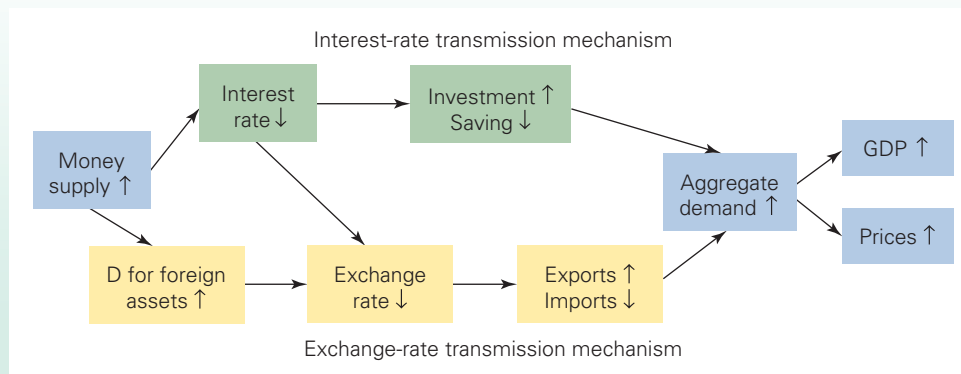 Interest-rate transmission mechanism
Interest
rate ↓
Investment ↑
Saving ↓
Money
supply ↑
Aggregate
demand ↑
GDP ↑
Prices ↑
D for foreign
assets ↑
Exchange
rate ↓
Exports ↑
Imports ↓
Exchange-rate transmission mechanism